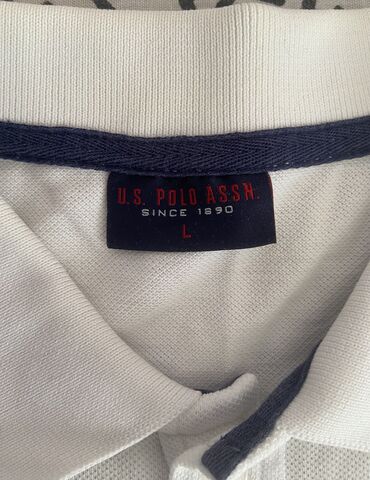 U.S. POLO ASSN.
SINCE 1890
L